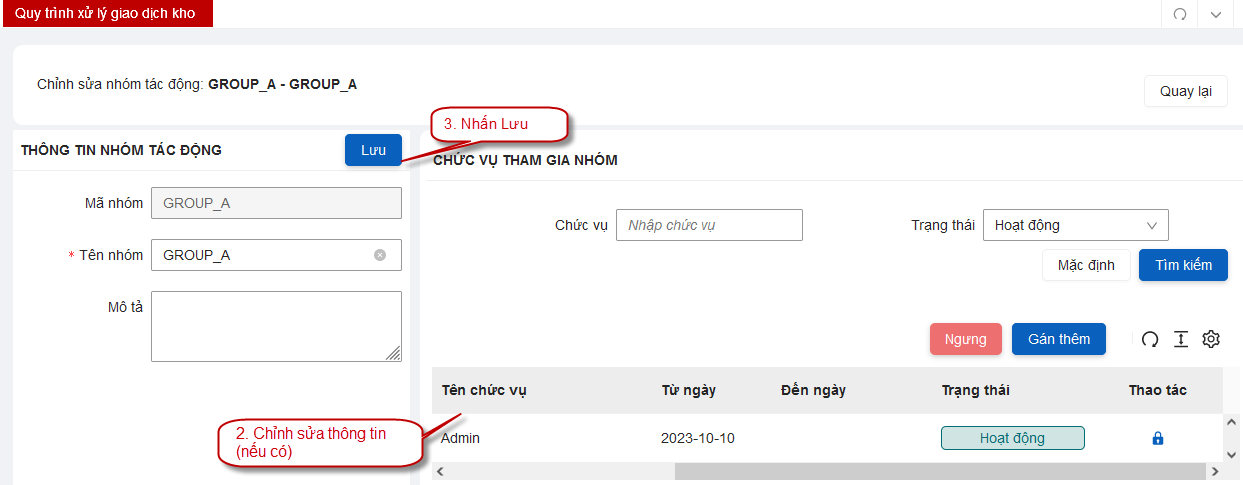 Quy trình xử lý giao dịch kho
Chỉnh sửa nhóm tác động: GROUP_A - GROUP_A
Quay lại
3. Nhấn Lưu
THÔNG TIN NHÓM TÁC ĐỘNG
Lưu
CHỨC VỤ THAM GIA NHÓM
Mã nhóm GROUP_A
* Tên nhóm GROUP_A
Mô tả
Chức vụ Nhập chức vụ
Trạng thái Hoạt động
Mặc định
Tìm kiếm
Ngưng
Gán thêm
Tên chức vụ Từ ngày Đến ngày Trạng thái Thao tác
Admin 2023-10-10 Hoạt động
2. Chỉnh sửa thông tin
(nếu có)